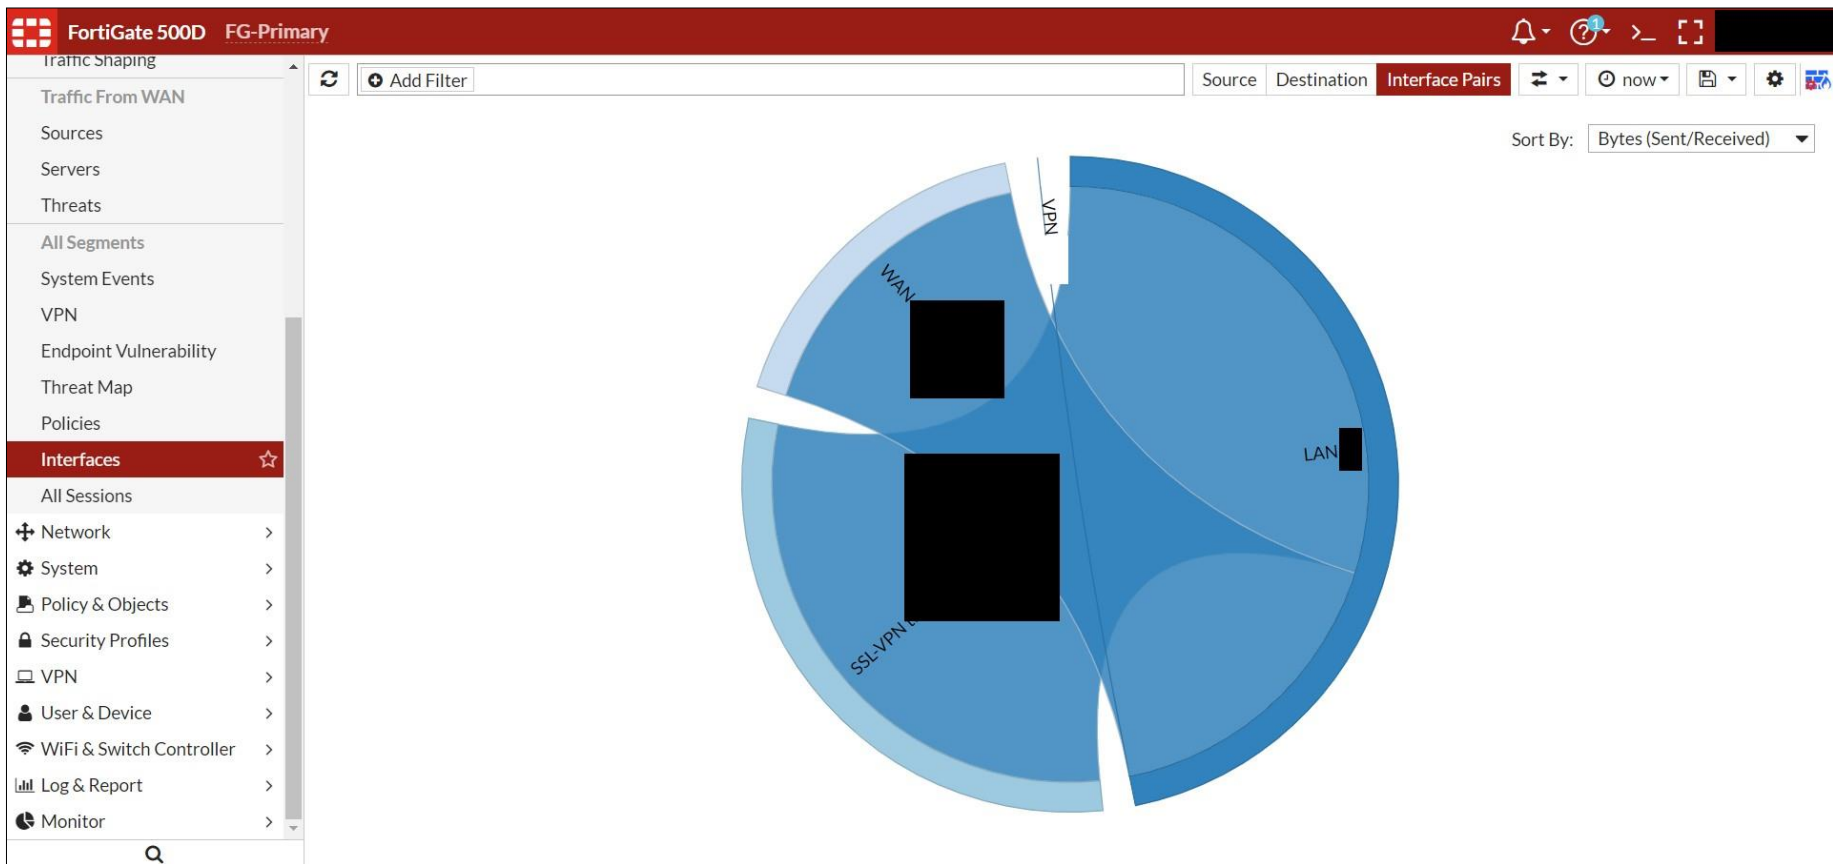 FortiGate 500D FG-Primary
1
Traffic Shaping
Traffic From WAN
Sources
Servers
Threats
All Segments
System Events
VPN
Endpoint Vulnerability
Threat Map
Policies
Interfaces
All Sessions
Network
System
Policy & Objects
Security Profiles
VPN
User & Device
WiFi & Switch Controller
Log & Report
Monitor
Add Filter
Source Destination Interface Pairs now
Sort By: Bytes (Sent/Received)
VPN
WAN
LAN
SSL-VPN